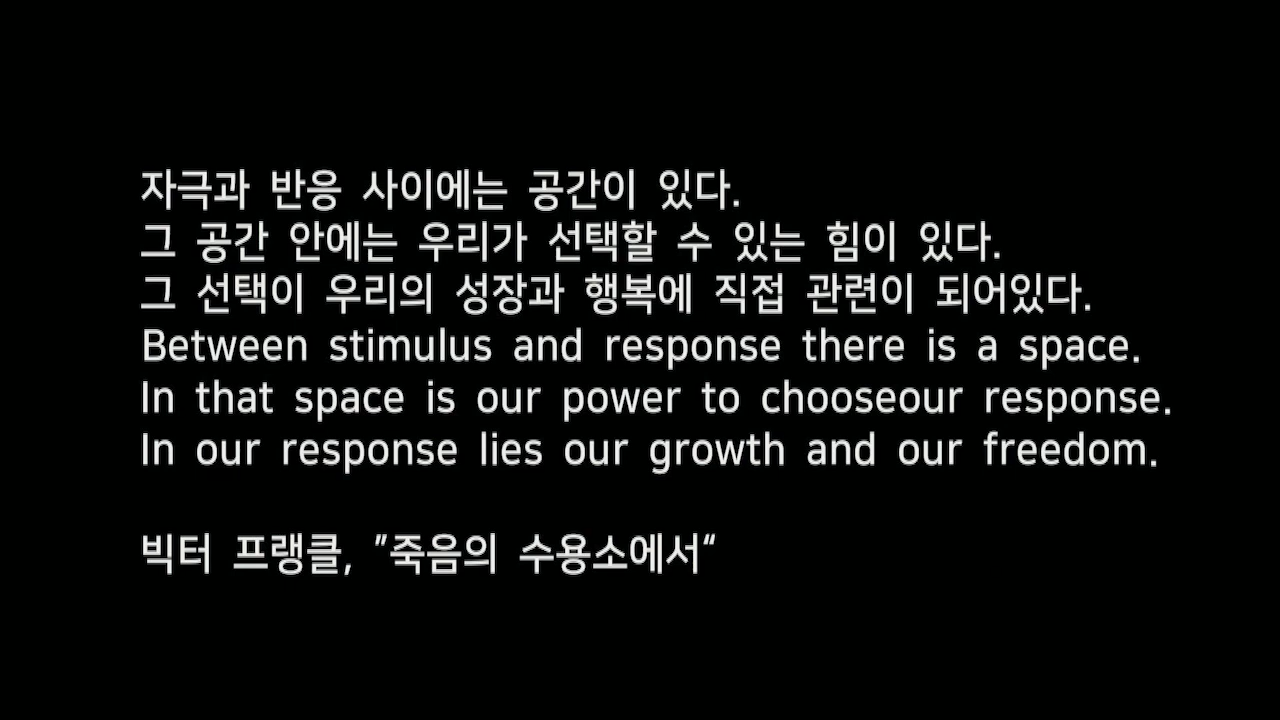 자극과 반응 사이에는 공간이 있다.
그 공간 안에는 우리가 선택할 수 있는 힘이 있다.
그 선택이 우리의 성장과 행복에 직접 관련이 되어있다.
Between stimulus and response there is a space.
In that space is our power to chooseour response.
In our response lies our growth and our freedom.
빅터 프랭클, ”죽음의 수용소에서“